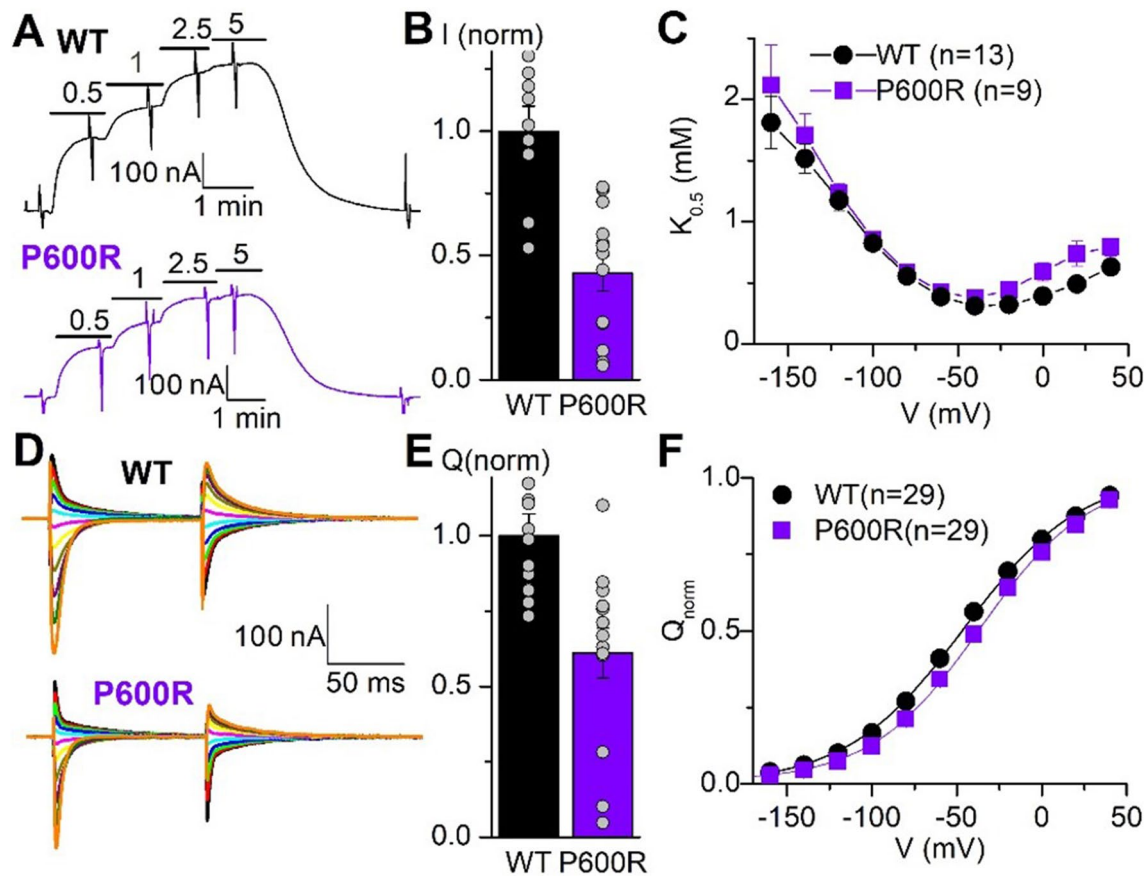 A
WT
0.5
1
2.5
5
100 nA
1 min
P600R
0.5
1
2.5
5
100 nA
1 min
B
I (norm)
1.0
0.5
0.0
WT P600R
C
WT (n=13)
P600R (n=9)
K0.5 (mM)
2
1
0
-150 -100 -50 0 50
V (mV)
D
WT
100 nA
50 ms
P600R
E
Q(norm)
1.0
0.5
0.0
WT P600R
F
WT(n=29)
P600R(n=29)
Qnorm
1.0
0.5
0.0
-150 -100 -50 0 50
V (mV)